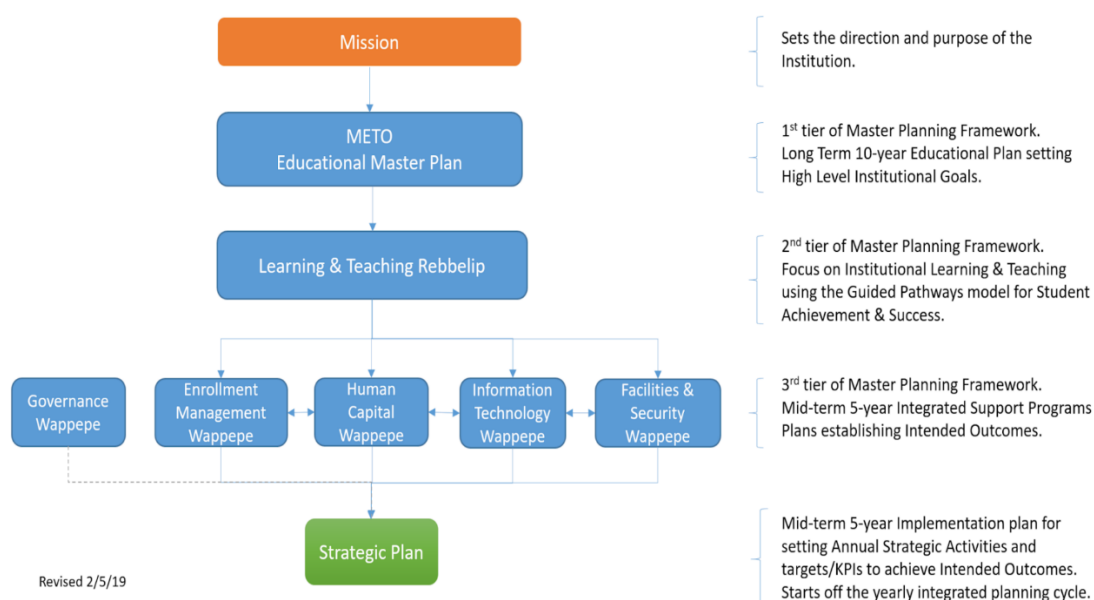 Mission
Sets the direction and purpose of the
Institution.
METO
Educational Master Plan
1st tier of Master Planning Framework.
Long Term 10-year Educational Plan setting
High Level Institutional Goals.
Learning & Teaching Rebbelip
2nd tier of Master Planning Framework.
Focus on Institutional Learning & Teaching
using the Guided Pathways model for Student
Achievement & Success.
Governance
Wappepe
Enrollment
Management
Wappepe
Human
Capital
Wappepe
Information
Technology
Wappepe
Facilities &
Security
Wappepe
3rd tier of Master Planning Framework.
Mid-term 5-year Integrated Support Programs
Plans establishing Intended Outcomes.
Strategic Plan
Mid-term 5-year Implementation plan for
setting Annual Strategic Activities and
targets/KPIs to achieve Intended Outcomes.
Starts off the yearly integrated planning cycle.
Revised 2/5/19